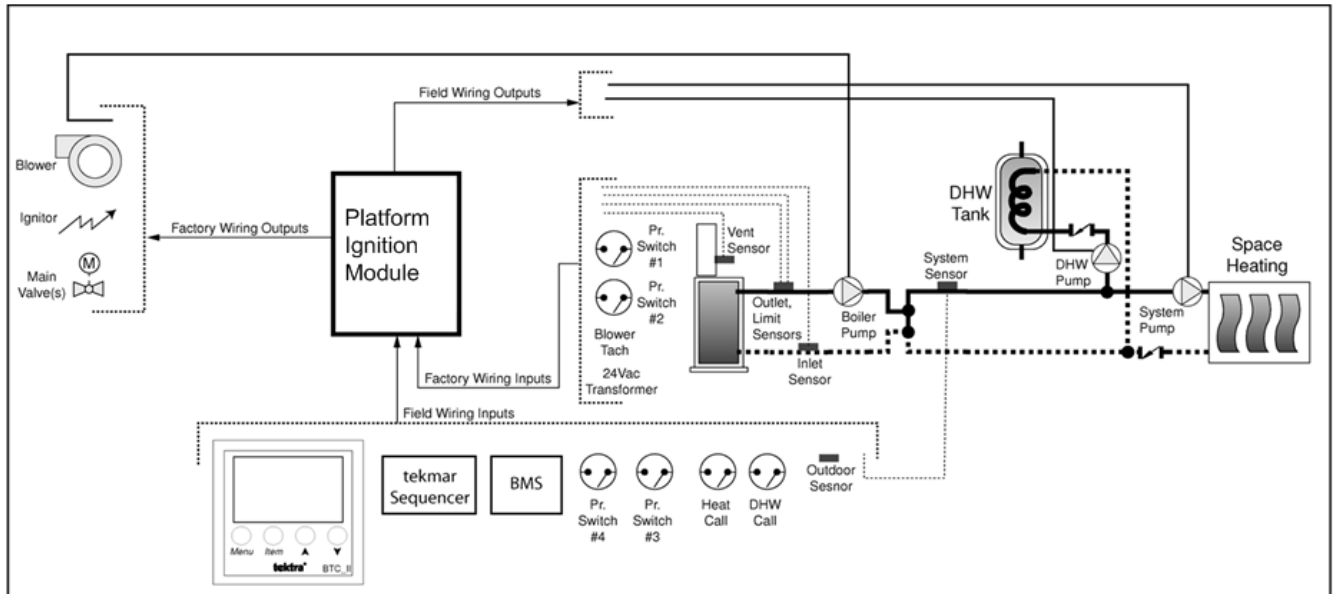 Field Wiring Outputs
Blower
Ignitor
Main
Valve(s)
M
Factory Wiring Outputs
Platform
Ignition
Module
Pr.
Switch
#1
Pr.
Switch
#2
Blower
Tach
24Vac
Transformer
Vent
Sensor
Outlet,
Limit
Sensors
Inlet
Sensor
Boiler
Pump
System
Sensor
DHW
Tank
DHW
Pump
System
Pump
Space
Heating
Factory Wiring Inputs
Field Wiring Inputs
Menu
Item
tektra
BTC_II
tekmar
Sequencer
BMS
Pr.
Switch
#4
Pr.
Switch
#3
Heat
Call
DHW
Call
Outdoor
Sesnor